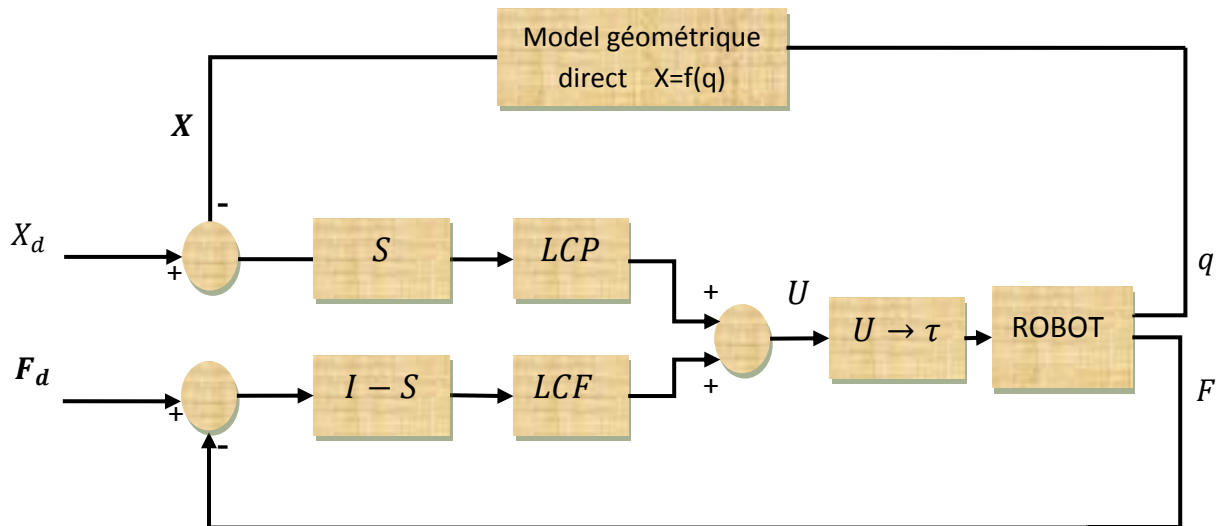 Model géométrique
direct X=f(q)
X
-
X_d
+
S
LCP
+
U
q
U → τ
ROBOT
F_d
+
I − S
LCF
+
F
-